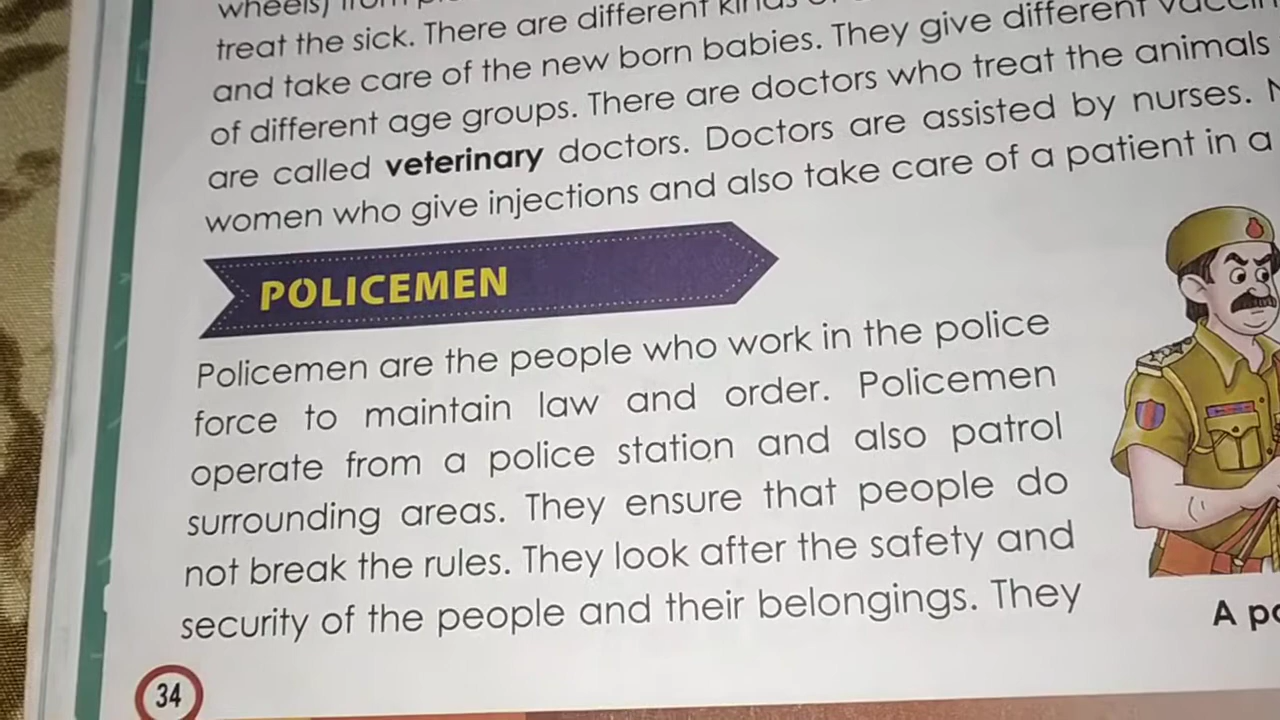 wheels) from
treat the sick. There are different kinds
and take care of the new born babies. They give different
of different age groups. There are doctors who treat the animals
are called veterinary doctors. Doctors are assisted by nurses.
women who give injections and also take care of a patient in a
POLICEMEN
Policemen are the people who work in the police
force to maintain law and order. Policemen
operate from a police station and also patrol
surrounding areas. They ensure that people do
not break the rules. They look after the safety and
security of the people and their belongings. They
A
34